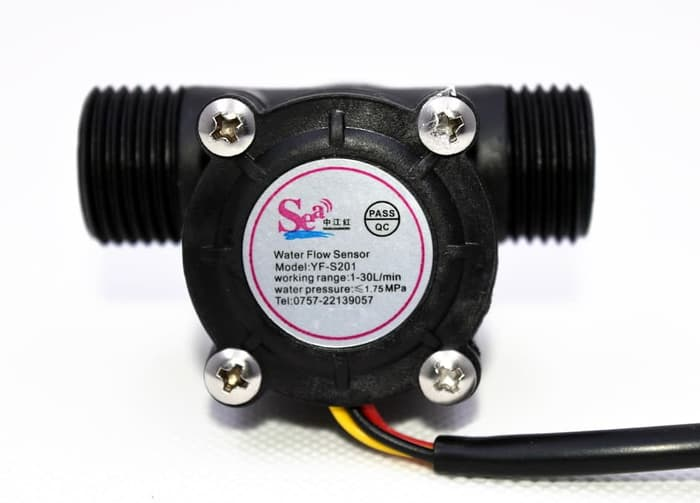 Sea 中江红
PASS
QC
Water Flow Sensor
Model:YF-S201
working range:1-30L/min
water pressure:≤1.75MPa
Tel:0757-22139057